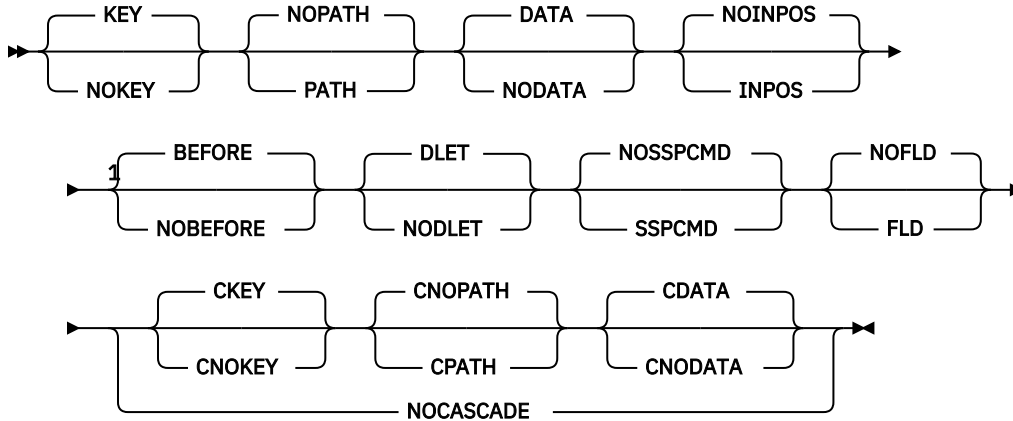 KEY NOPATH DATA NOINPOS
NOKEY PATH NODATA INPOS
BEFORE DLET NOSSPCMD NOFLD
1
NOBEFORE NODLET SSPCMD FLD
CKEY CNOPATH CDATA
CNOKEY CPATH CNODATA
NOCASCADE